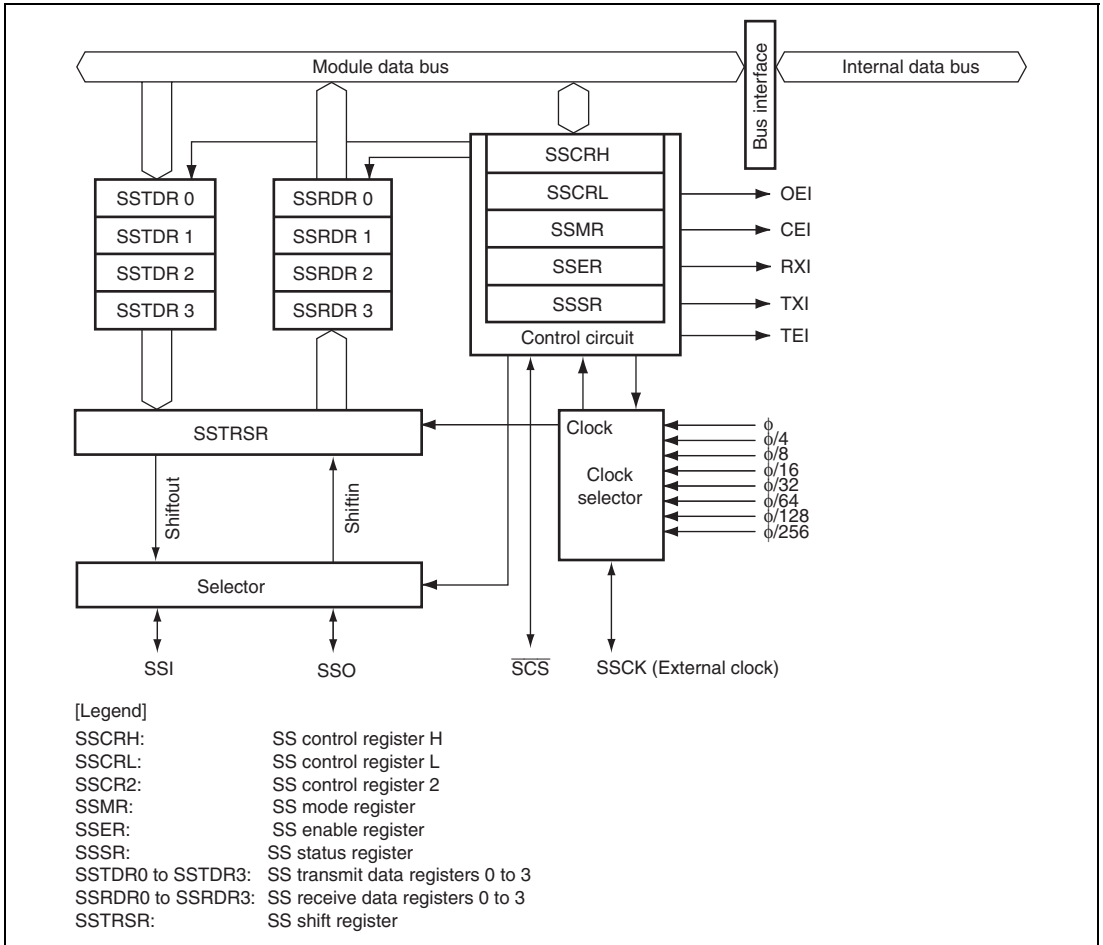 Module data bus
Bus interface
Internal data bus
SSTDR 0
SSTDR 1
SSTDR 2
SSTDR 3
SSRDR 0
SSRDR 1
SSRDR 2
SSRDR 3
SSCRH
SSCRL
SSMR
SSER
SSSR
Control circuit
OEI
CEI
RXI
TXI
TEI
SSTRSR
Clock
Clock
selector
ϕ
ϕ/4
ϕ/8
ϕ/16
ϕ/32
ϕ/64
ϕ/128
ϕ/256
Shiftout
Shiftin
Selector
SSI
SSO
SCS
SSCK (External clock)
[Legend]
SSCRH: SS control register H
SSCRL: SS control register L
SSCR2: SS control register 2
SSMR: SS mode register
SSER: SS enable register
SSSR: SS status register
SSTDR0 to SSTDR3: SS transmit data registers 0 to 3
SSRDR0 to SSRDR3: SS receive data registers 0 to 3
SSTRSR: SS shift register